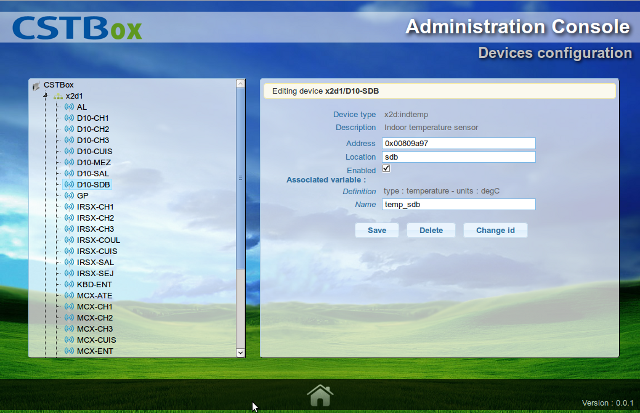 CSTBox
Administration Console
Devices configuration
CSTBox
x2d1
AL
D10-CH1
D10-CH2
D10-CH3
D10-CUIS
D10-MEZ
D10-SAL
D10-SDB
GP
IRSX-CH1
IRSX-CH2
IRSX-CH3
IRSX-COUL
IRSX-CUIS
IRSX-SAL
IRSX-SEJ
KBD-ENT
MCX-ATE
MCX-CH1
MCX-CH2
MCX-CH3
MCX-CUIS
MCX-ENT
Editing device x2d1/D10-SDB
Device type x2d:indtemp
Description Indoor temperature sensor
Address 0x00809a97
Location sdb
Enabled
Associated variable :
Definition type : temperature - units : degC
Name temp_sdb
Save Delete Change id
Version : 0.0.1